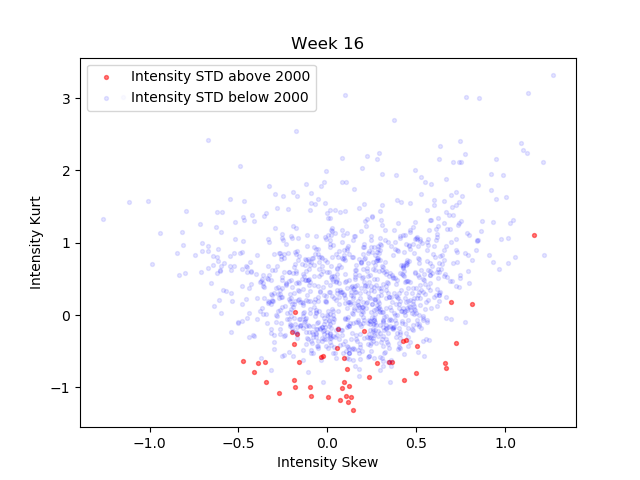 Week 16
Intensity STD above 2000
Intensity STD below 2000
3
2
1
0
−1
Intensity Kurt
−1.0 −0.5 0.0 0.5 1.0
Intensity Skew